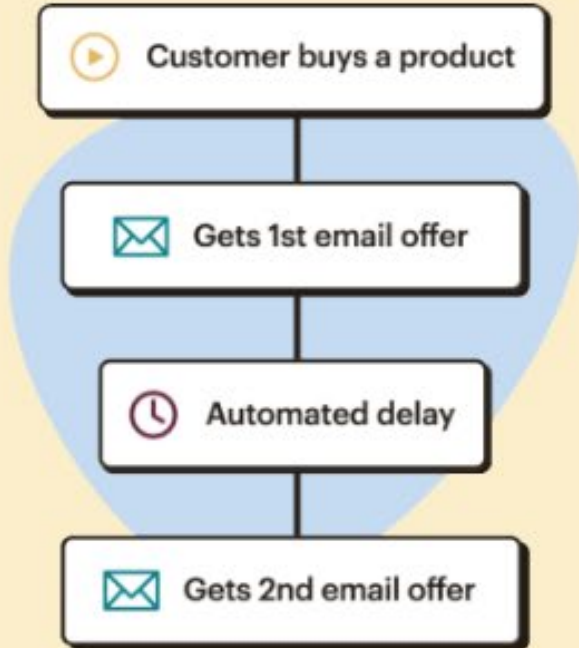 Customer buys a product
Gets 1st email offer
Automated delay
Gets 2nd email offer